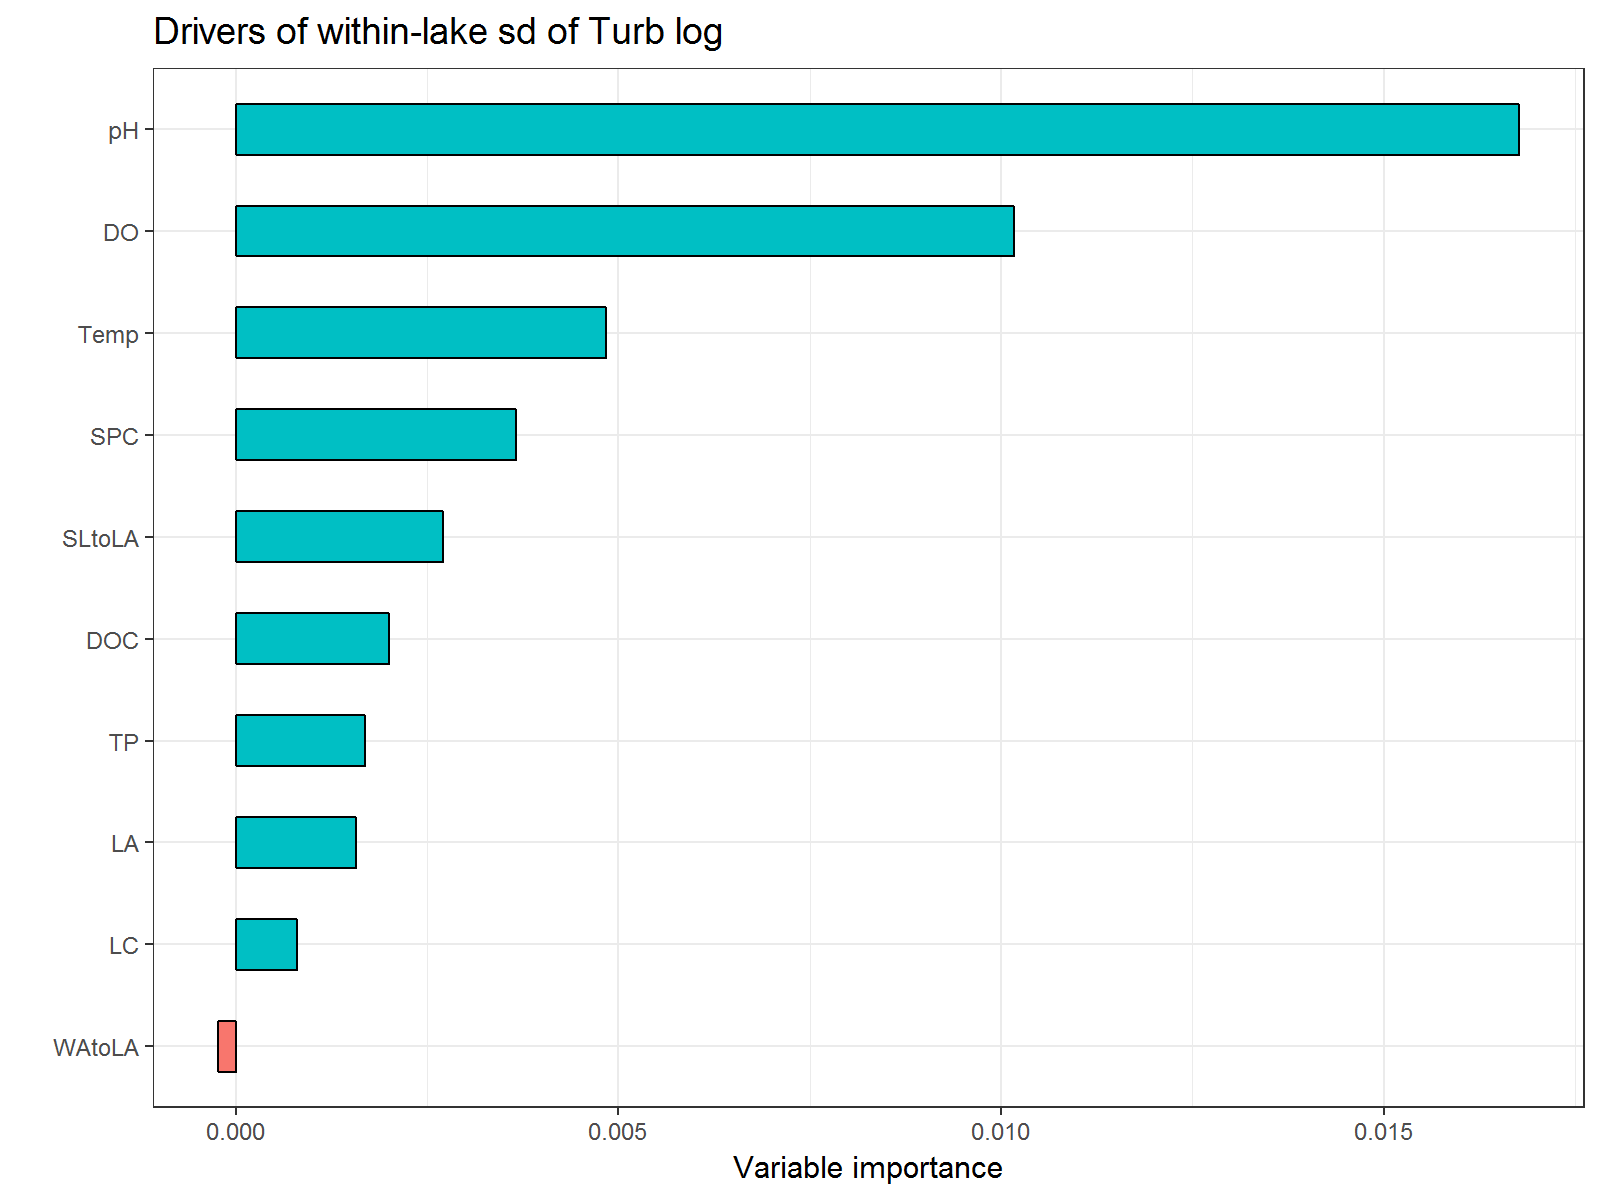 Drivers of within-lake sd of Turb log
pH
DO
Temp
SPC
SLtoLA
DOC
TP
LA
LC
WAtoLA
0.000 0.005 0.010 0.015
Variable importance